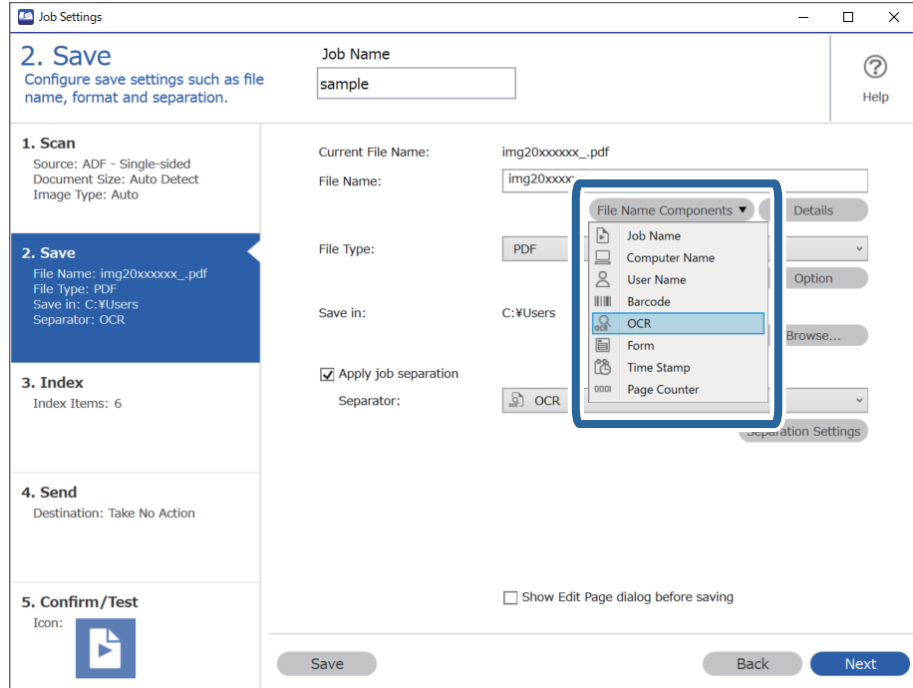 Job Settings
2. Save
Configure save settings such as file
name, format and separation.
Job Name
sample
Help
1. Scan
Source: ADF - Single-sided
Document Size: Auto Detect
Image Type: Auto
2. Save
File Name: img20xxxxxx_.pdf
File Type: PDF
Save in: C:¥Users
Separator: OCR
3. Index
Index Items: 6
4. Send
Destination: Take No Action
5. Confirm/Test
Icon:
Current File Name: img20xxxxxx_.pdf
File Name: img20xxxx
File Name Components Details
File Type: PDF
Job Name
Computer Name
User Name
Option
Barcode
Save in: C:¥Users
OCR
Browse...
Form
Time Stamp
Page Counter
Apply job separation
Separator: OCR
Separation Settings
Show Edit Page dialog before saving
Save Back Next